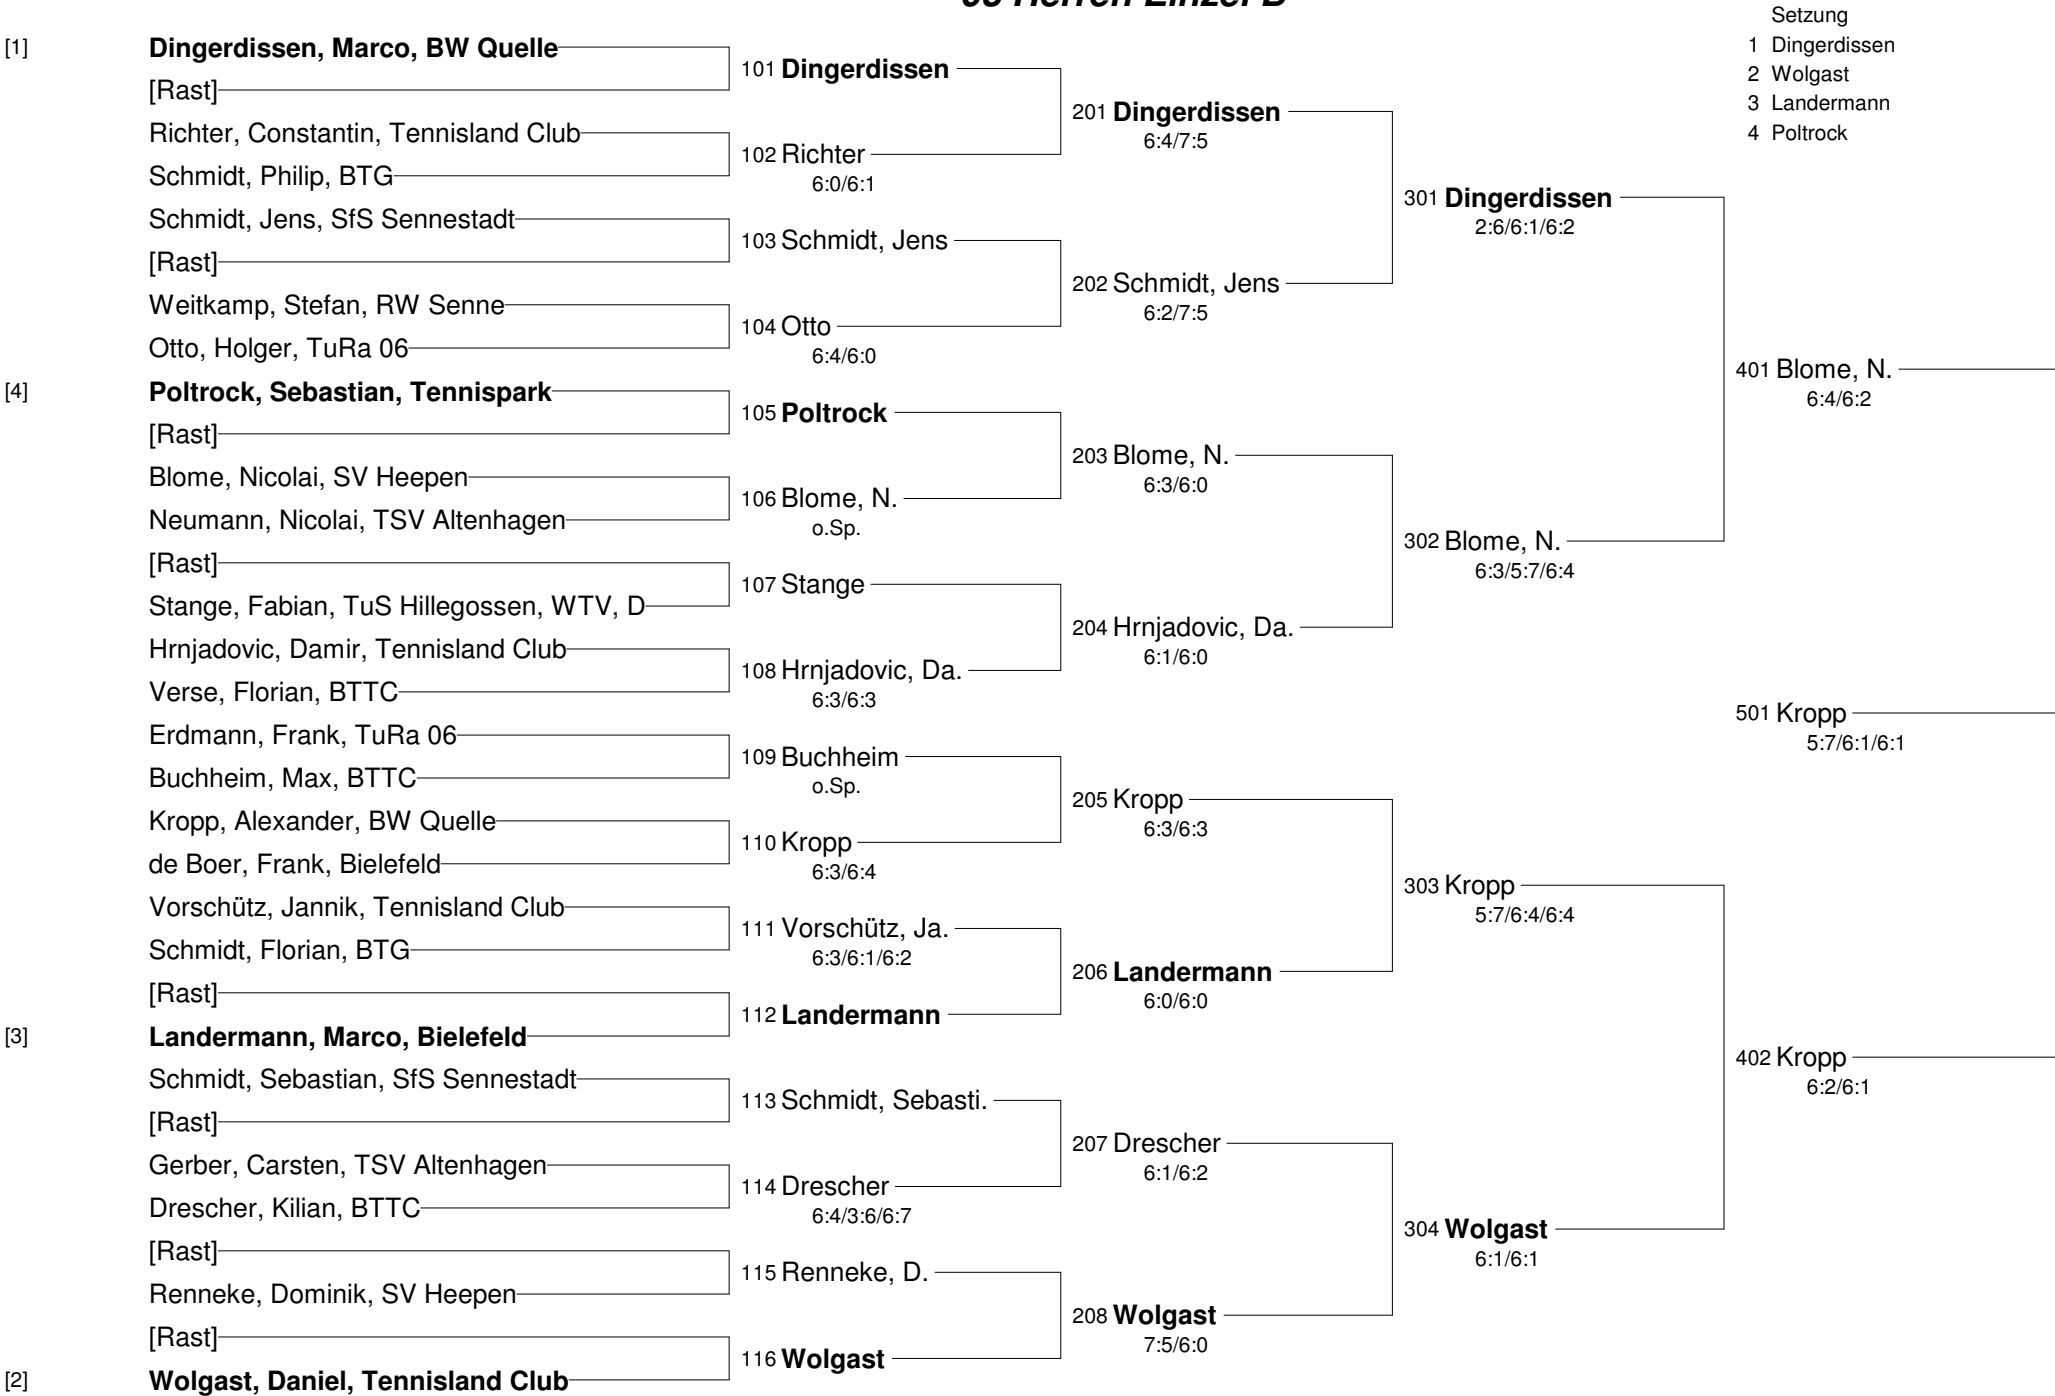 03 Herren Einzel B
Setzung
1 Dingerdissen
2 Wolgast
3 Landermann
4 Poltrock
[1] Dingerdissen, Marco, BW Quelle
[Rast]
Richter, Constantin, Tennisland Club
Schmidt, Philip, BTG
Schmidt, Jens, SfS Sennestadt
[Rast]
Weitkamp, Stefan, RW Senne
Otto, Holger, TuRa 06
[4] Poltrock, Sebastian, Tennispark
[Rast]
Blome, Nicolai, SV Heepen
Neumann, Nicolai, TSV Altenhagen
[Rast]
Stange, Fabian, TuS Hillegossen, WTV, D
Hrnjadovic, Damir, Tennisland Club
Verse, Florian, BTTC
Erdmann, Frank, TuRa 06
Buchheim, Max, BTTC
Kropp, Alexander, BW Quelle
de Boer, Frank, Bielefeld
Vorschütz, Jannik, Tennisland Club
Schmidt, Florian, BTG
[Rast]
[3] Landermann, Marco, Bielefeld
Schmidt, Sebastian, SfS Sennestadt
[Rast]
Gerber, Carsten, TSV Altenhagen
Drescher, Kilian, BTTC
[Rast]
Renneke, Dominik, SV Heepen
[Rast]
[2] Wolgast, Daniel, Tennisland Club
101 Dingerdissen
102 Richter
6:0/6:1
103 Schmidt, Jens
104 Otto
6:4/6:0
105 Poltrock
106 Blome, N.
o.Sp.
107 Stange
108 Hrnjadovic, Da.
6:3/6:3
109 Buchheim
o.Sp.
110 Kropp
6:3/6:4
111 Vorschütz, Ja.
6:3/6:1/6:2
112 Landermann
113 Schmidt, Sebasti.
114 Drescher
6:4/3:6/6:7
115 Renneke, D.
116 Wolgast
201 Dingerdissen
6:4/7:5
202 Schmidt, Jens
6:2/7:5
203 Blome, N.
6:3/6:0
204 Hrnjadovic, Da.
6:1/6:0
205 Kropp
6:3/6:3
206 Landermann
6:0/6:0
207 Drescher
6:1/6:2
208 Wolgast
7:5/6:0
301 Dingerdissen
2:6/6:1/6:2
302 Blome, N.
6:3/5:7/6:4
303 Kropp
5:7/6:4/6:4
304 Wolgast
6:1/6:1
401 Blome, N.
6:4/6:2
501 Kropp
5:7/6:1/6:1
402 Kropp
6:2/6:1